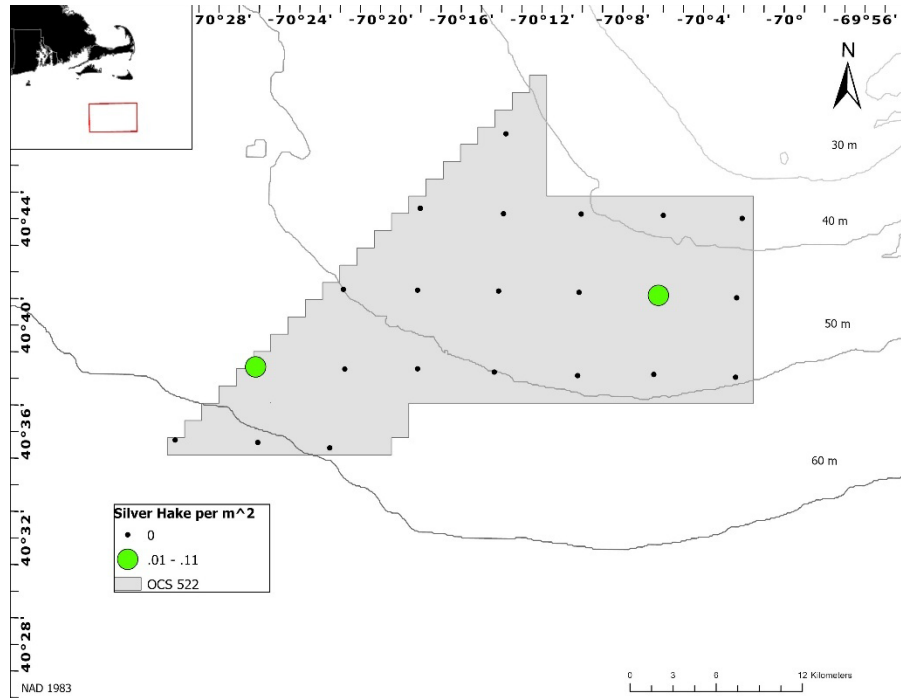 70°28' 70°24' 70°20' 70°16' 70°12' 70°8' 70°4' -70° -69°56'
N
30 m
40°44'
40 m
40°40'
50 m
40°36'
60 m
Silver Hake per m^2
0
.01 - .11
OCS 522
40°32'
40°28'
NAD 1983
0 3 6 12 Kilometers